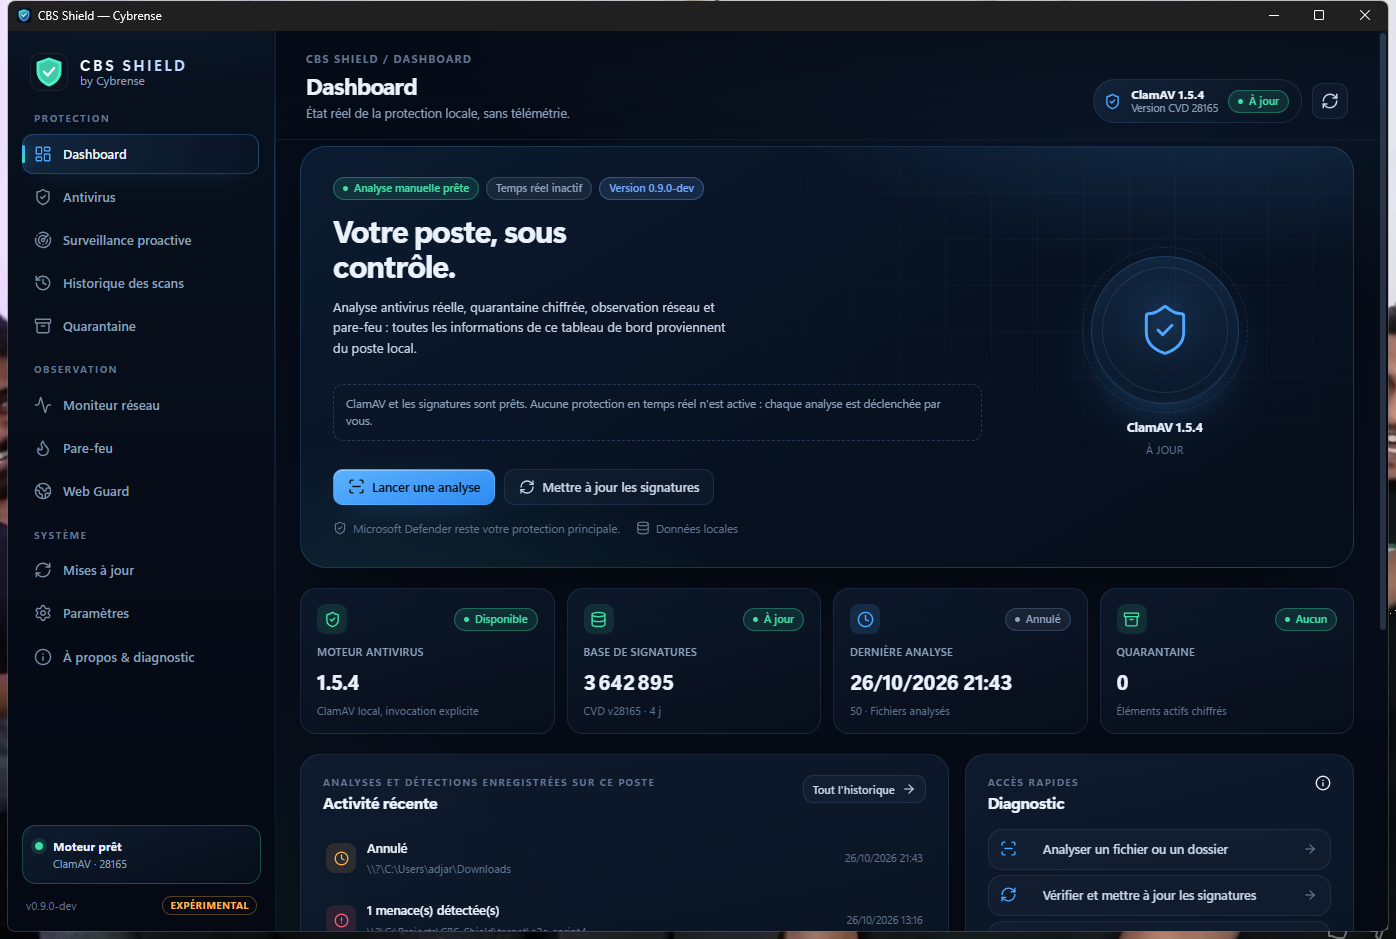 CBS Shield — Cybrense
CBS SHIELD
by Cybrense
PROTECTION
Dashboard
Antivirus
Surveillance proactive
Historique des scans
Quarantaine
OBSERVATION
Moniteur réseau
Pare-feu
Web Guard
SYSTÈME
Mises à jour
Paramètres
À propos & diagnostic
Moteur prêt
ClamAV · 28165
v0.9.0-dev
EXPÉRIMENTAL
CBS SHIELD / DASHBOARD
Dashboard
État réel de la protection locale, sans télémétrie.
ClamAV 1.5.4
Version CVD 28165
À jour
Analyse manuelle prête
Temps réel inactif
Version 0.9.0-dev
Votre poste, sous
contrôle.
Analyse antivirus réelle, quarantaine chiffrée, observation réseau et
pare-feu : toutes les informations de ce tableau de bord proviennent
du poste local.
ClamAV et les signatures sont prêts. Aucune protection en temps réel n'est active : chaque analyse est déclenchée par
vous.
Lancer une analyse
Mettre à jour les signatures
Microsoft Defender reste votre protection principale.
Données locales
ClamAV 1.5.4
À JOUR
Disponible
MOTEUR ANTIVIRUS
1.5.4
ClamAV local, invocation explicite
À jour
BASE DE SIGNATURES
3 642 895
CVD v28165 · 4 j
Annulé
DERNIÈRE ANALYSE
26/10/2026 21:43
50 · Fichiers analysés
Aucun
QUARANTAINE
0
Éléments actifs chiffrés
ANALYSES ET DÉTECTIONS ENREGISTRÉES SUR CE POSTE
Activité récente
Tout l'historique
Annulé
\\?\C:\Users\adjar\Downloads
26/10/2026 21:43
1 menace(s) détectée(s)
26/10/2026 13:16
ACCÈS RAPIDES
Diagnostic
Analyser un fichier ou un dossier
Vérifier et mettre à jour les signatures